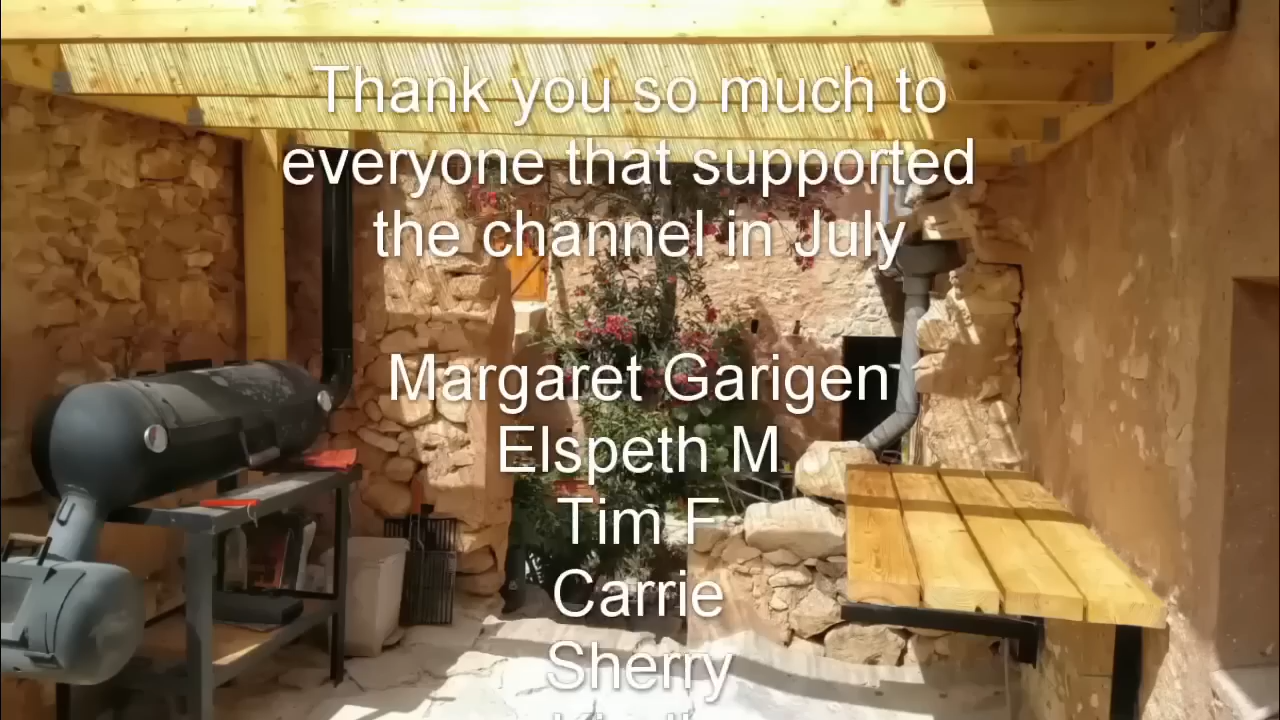 Thank you so much to
everyone that supported
the channel in July
Margaret Garigen
Elspeth M
Tim F
Carrie
Sherry